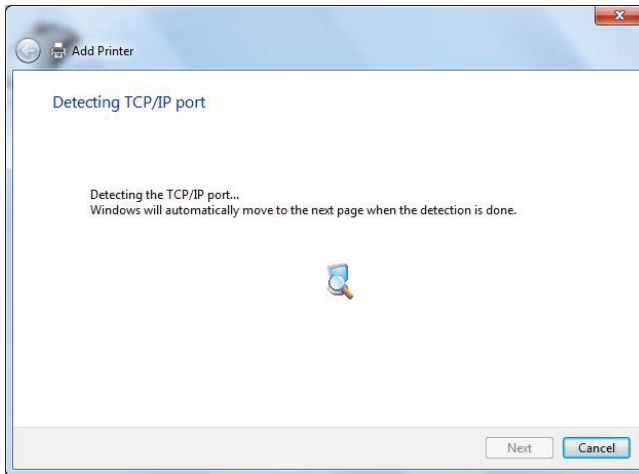 Add Printer
Detecting TCP/IP port
Detecting the TCP/IP port...
Windows will automatically move to the next page when the detection is done.
Next
Cancel